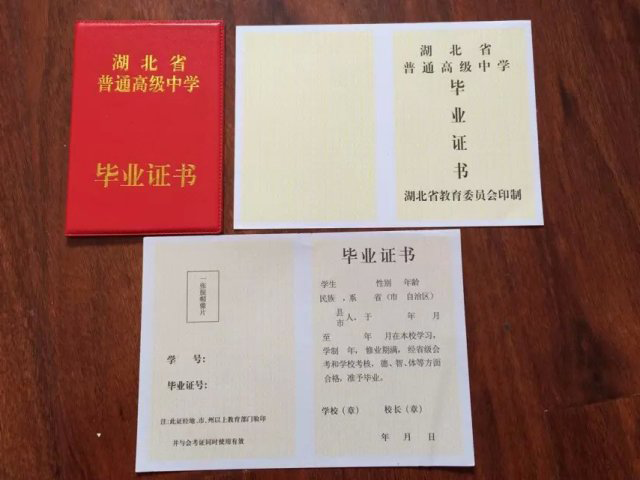 湖北省
普通高级中学
毕业证书
湖北省
普通高级中学
毕
业
证
书
湖北省教育委员会印制
一张脱帽像片
学 号：
毕业证号：
注：此证经地、市、州以上教育部门验印
并与会考证同时使用有效
毕业证书
学生 性别 年龄
民族 ，系 省（市 自治区）
县
市 人，于 年 月
至 年 月在本校学习，
学制 年， 修业期满， 经省级会
考和学校考核，德、智、体等方面
合格，准予毕业。
学校（章） 校长（章）
年 月 日